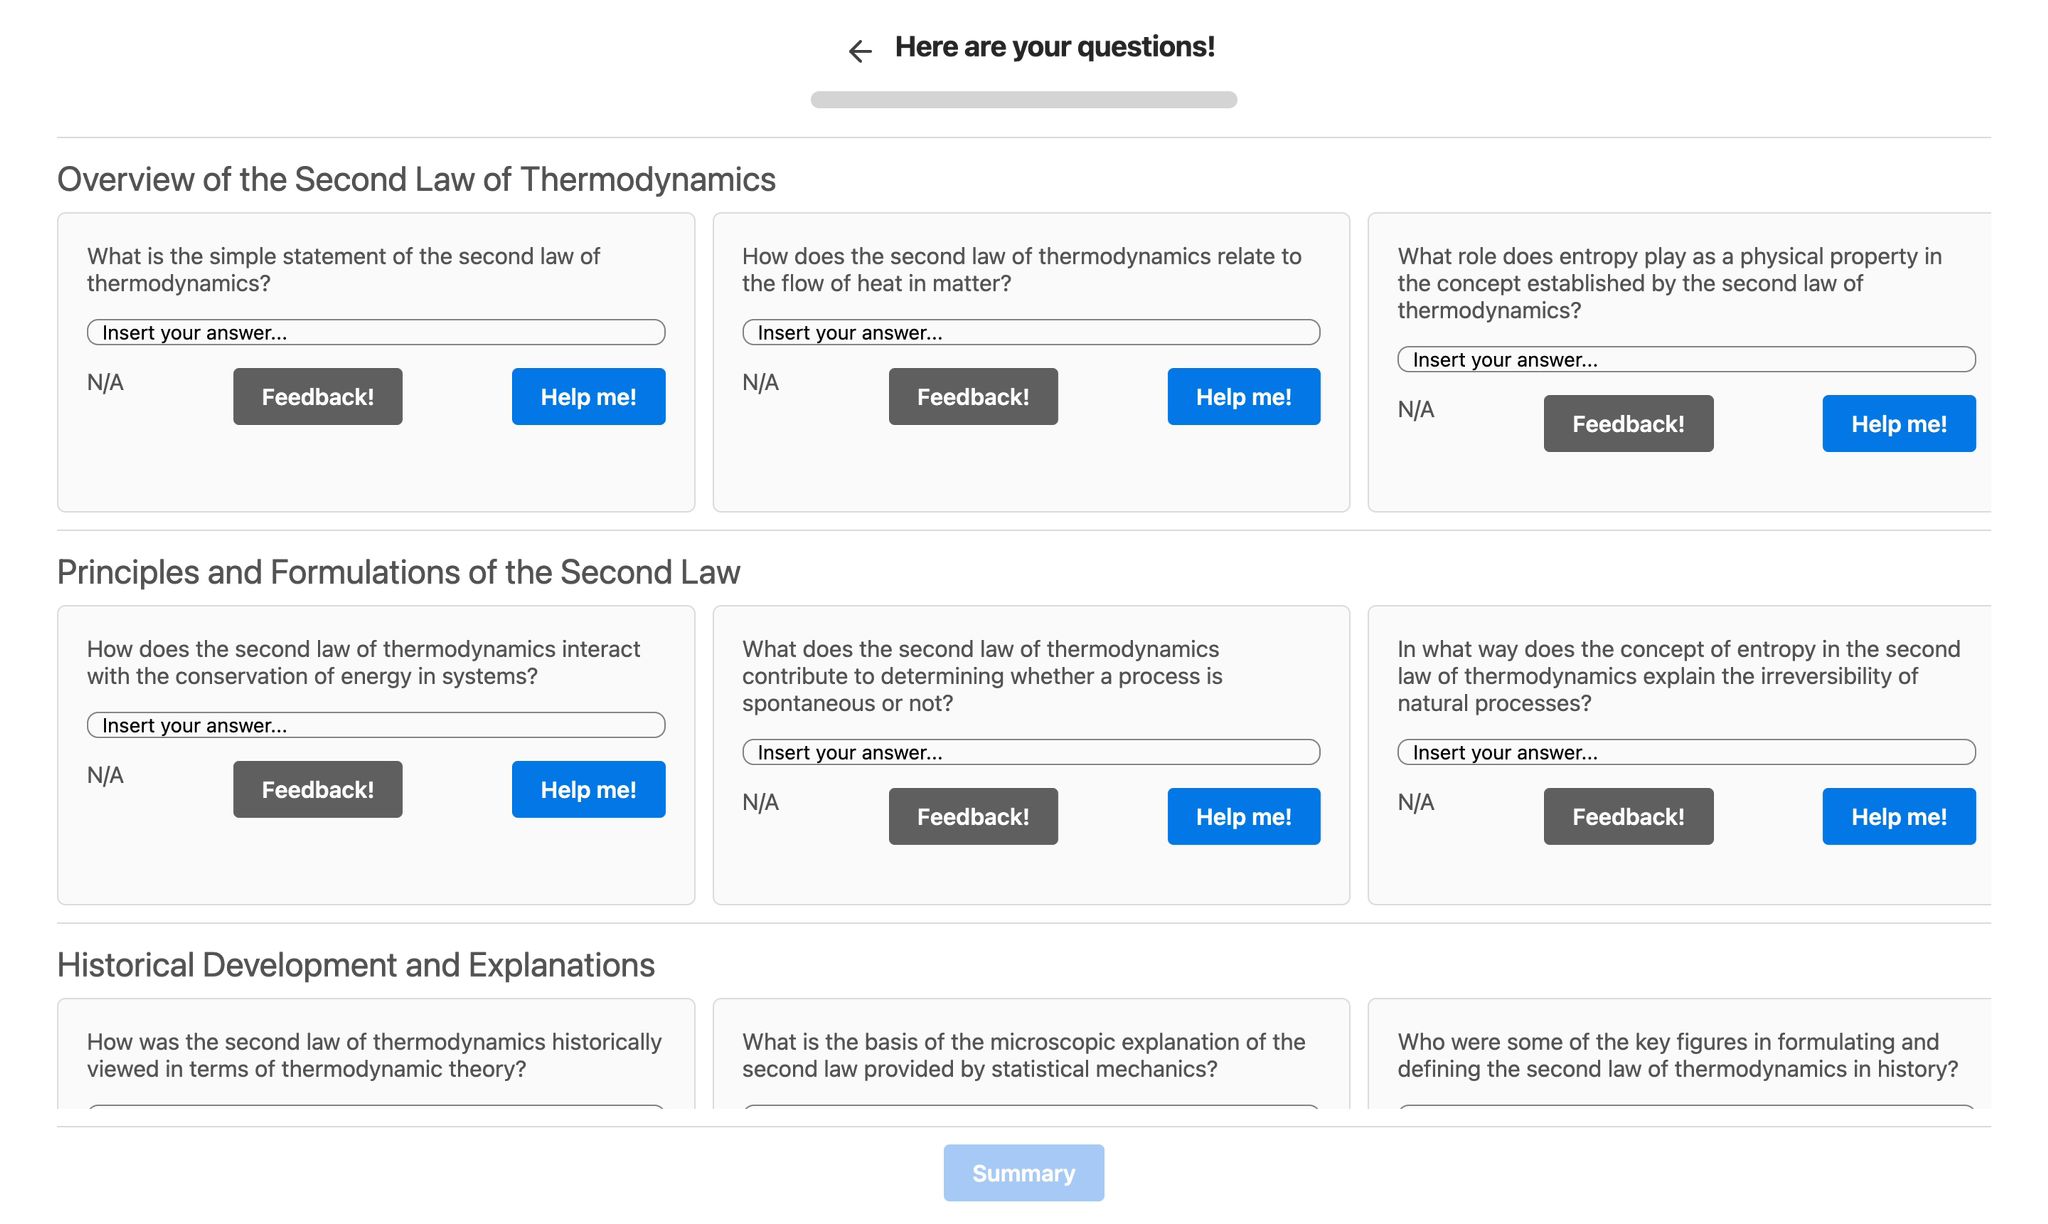 Here are your questions!
Overview of the Second Law of Thermodynamics
What is the simple statement of the second law of
thermodynamics?
Insert your answer...
N/A
Feedback!
Help me!
How does the second law of thermodynamics relate to
the flow of heat in matter?
Insert your answer...
N/A
Feedback!
Help me!
What role does entropy play as a physical property in
the concept established by the second law of
thermodynamics?
Insert your answer...
N/A
Feedback!
Help me!
Principles and Formulations of the Second Law
How does the second law of thermodynamics interact
with the conservation of energy in systems?
Insert your answer...
N/A
Feedback!
Help me!
What does the second law of thermodynamics
contribute to determining whether a process is
spontaneous or not?
Insert your answer...
N/A
Feedback!
Help me!
In what way does the concept of entropy in the second
law of thermodynamics explain the irreversibility of
natural processes?
Insert your answer...
N/A
Feedback!
Help me!
Historical Development and Explanations
How was the second law of thermodynamics historically
viewed in terms of thermodynamic theory?
What is the basis of the microscopic explanation of the
second law provided by statistical mechanics?
Who were some of the key figures in formulating and
defining the second law of thermodynamics in history?
Summary